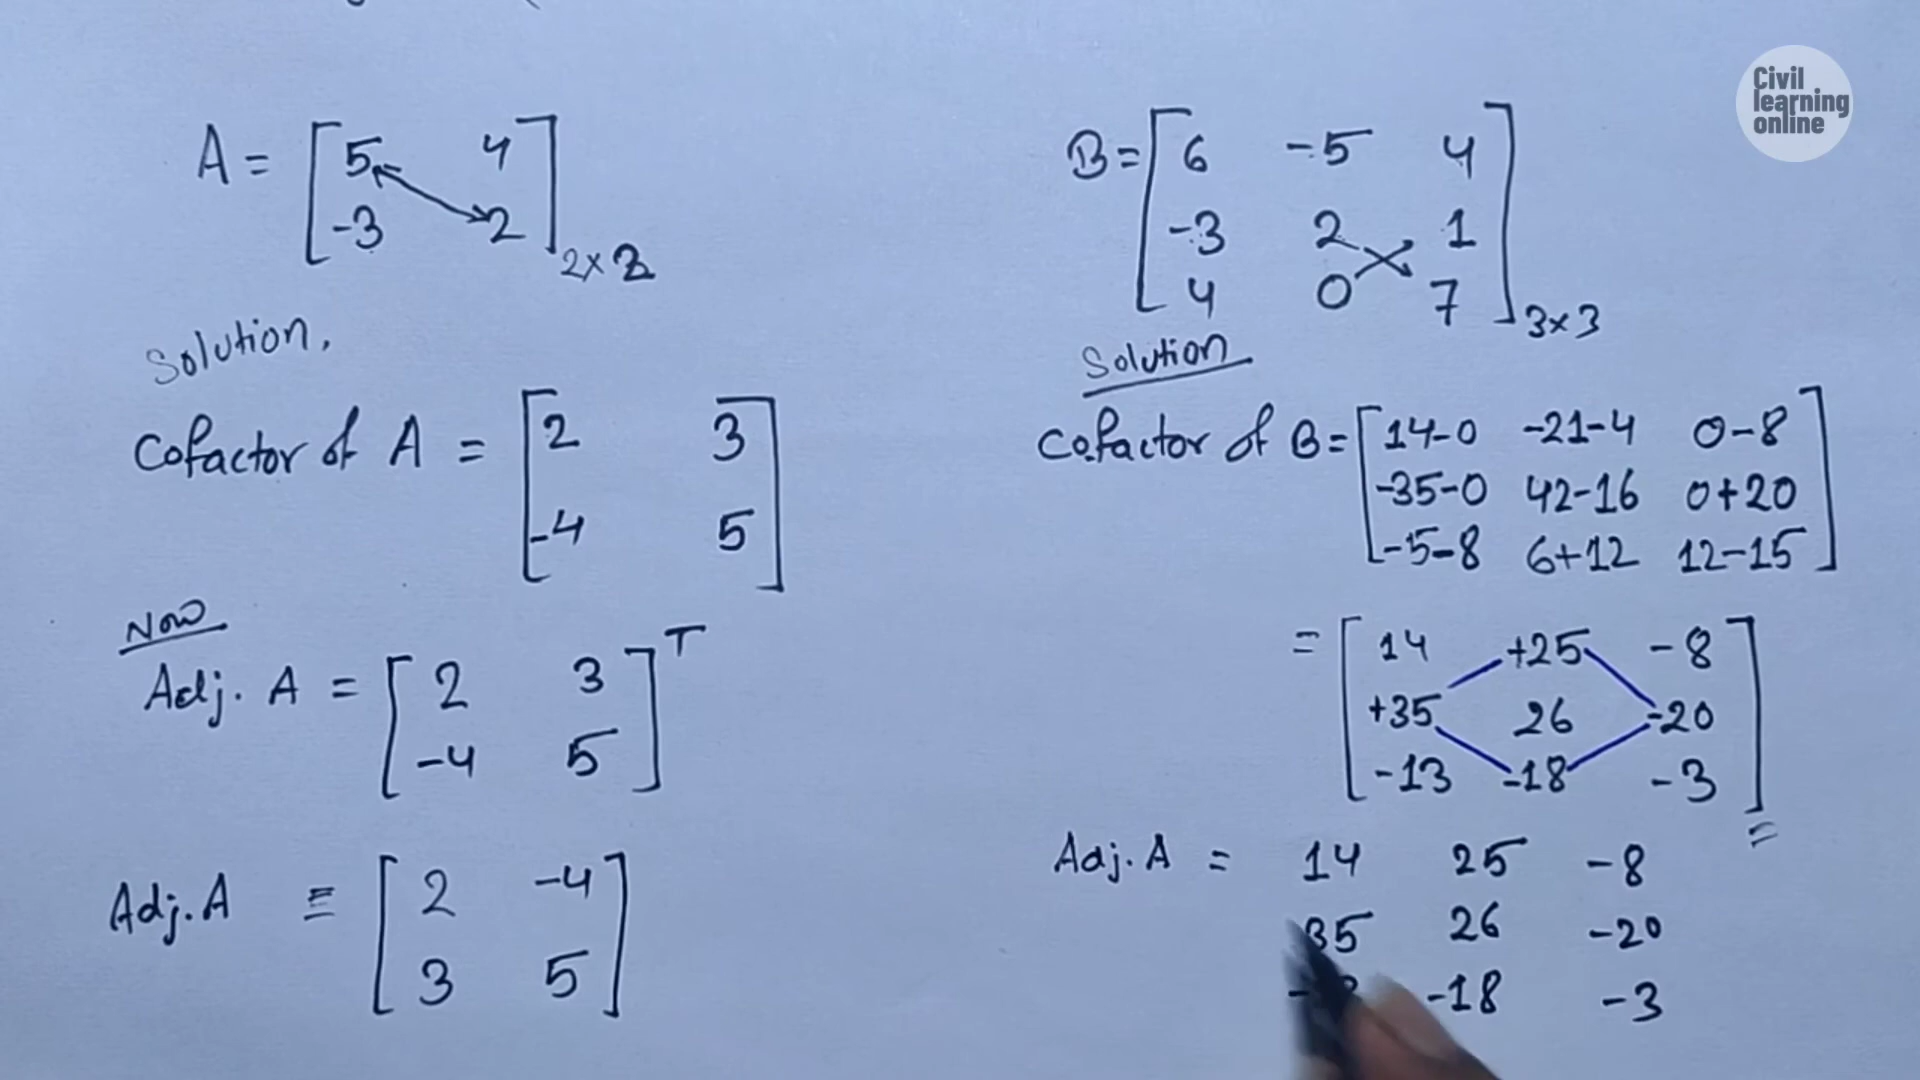 Civil
learning
online
A = [ 5 4
-3 2 ] 2×2
Solution,
Cofactor of A = [ 2 3
-4 5 ]
Now
Adj. A = [ 2 3
-4 5 ]ᵀ
Adj. A = [ 2 -4
3 5 ]
B = [ 6 -5 4
-3 2 1
4 0 7 ] 3×3
Solution
Cofactor of B = [ 14-0 -21-4 0-8
-35-0 42-16 0+20
-5-8 6+12 12-15 ]
= [ 14 +25 -8
+35 26 -20
-13 -18 -3 ]
Adj. A = 14 25 -8
35 26 -20
-18 -3